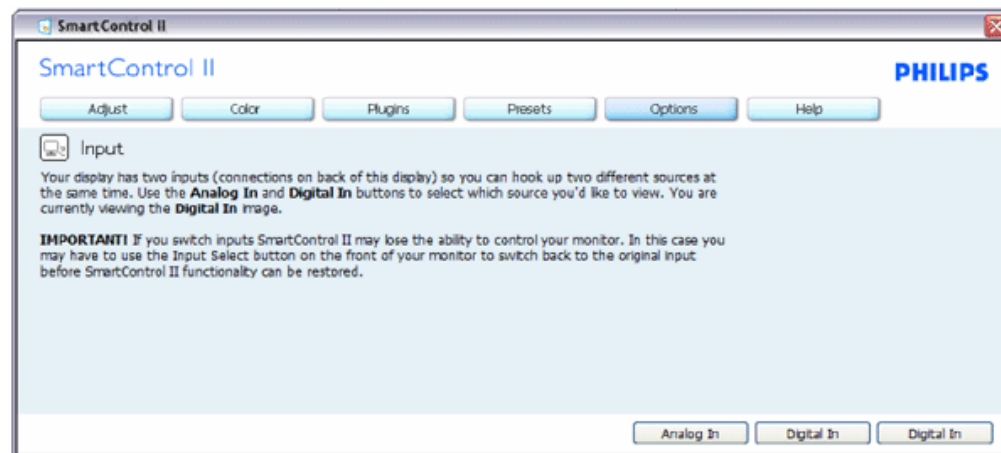 SmartControl II
SmartControl II
PHILIPS
Adjust Color Plugins Presets Options Help
Input
Your display has two inputs (connections on back of this display) so you can hook up two different sources at
the same time. Use the Analog In and Digital In buttons to select which source you'd like to view. You are
currently viewing the Digital In image.
IMPORTANT! If you switch inputs SmartControl II may lose the ability to control your monitor. In this case you
may have to use the Input Select button on the front of your monitor to switch back to the original input
before SmartControl II functionality can be restored.
Analog In Digital In Digital In